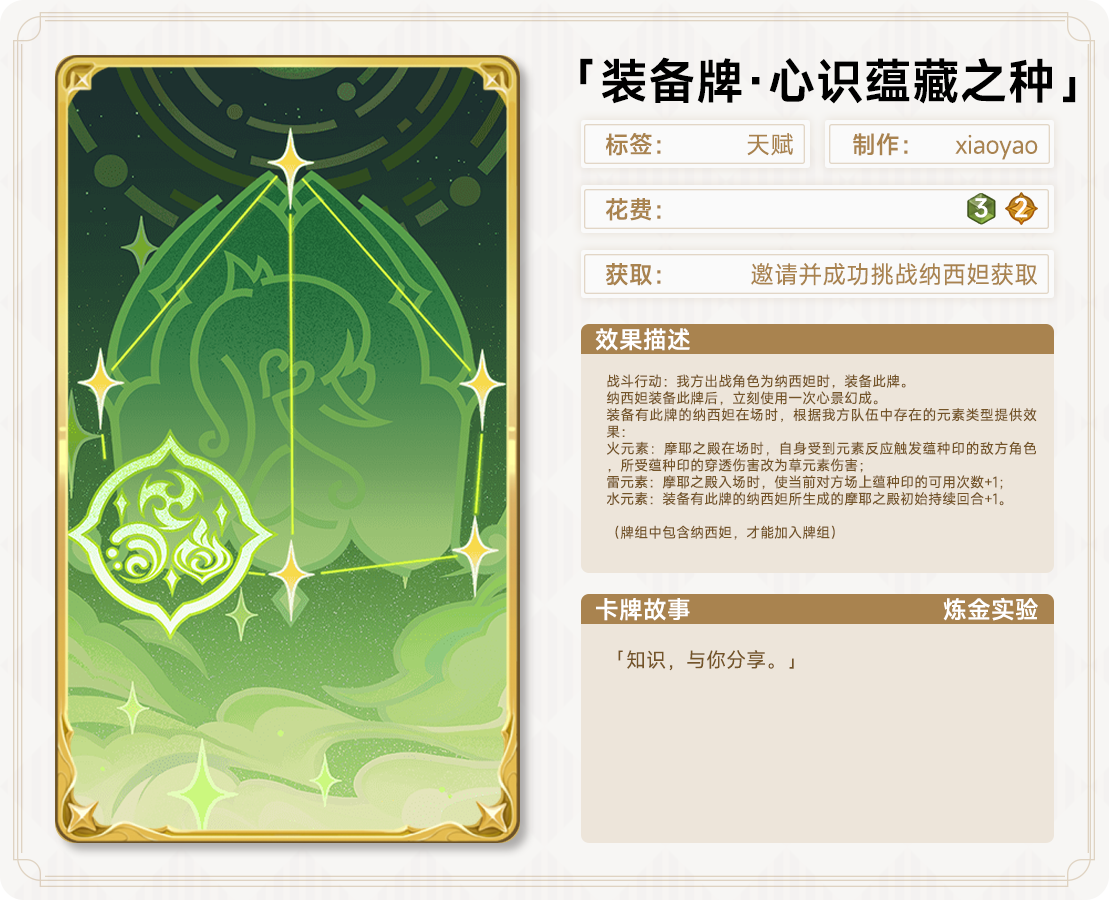 「装备牌·心识蕴藏之种」
标签： 天赋
制作： xiaoyao
花费： 3 2
获取： 邀请并成功挑战纳西妲获取
效果描述
战斗行动：我方出战角色为纳西妲时，装备此牌。
纳西妲装备此牌后，立刻使用一次心景幻成。
装备有此牌的纳西妲在场时，根据我方队伍中存在的元素类型提供效
果：
火元素：摩耶之殿在场时，自身受到元素反应触发蕴种印的敌方角色
，所受蕴种印的穿透伤害改为草元素伤害；
雷元素：摩耶之殿入场时，使当前对方场上蕴种印的可用次数+1；
水元素：装备有此牌的纳西妲所生成的摩耶之殿初始持续回合+1。
（牌组中包含纳西妲，才能加入牌组）
卡牌故事 炼金实验
「知识，与你分享。」